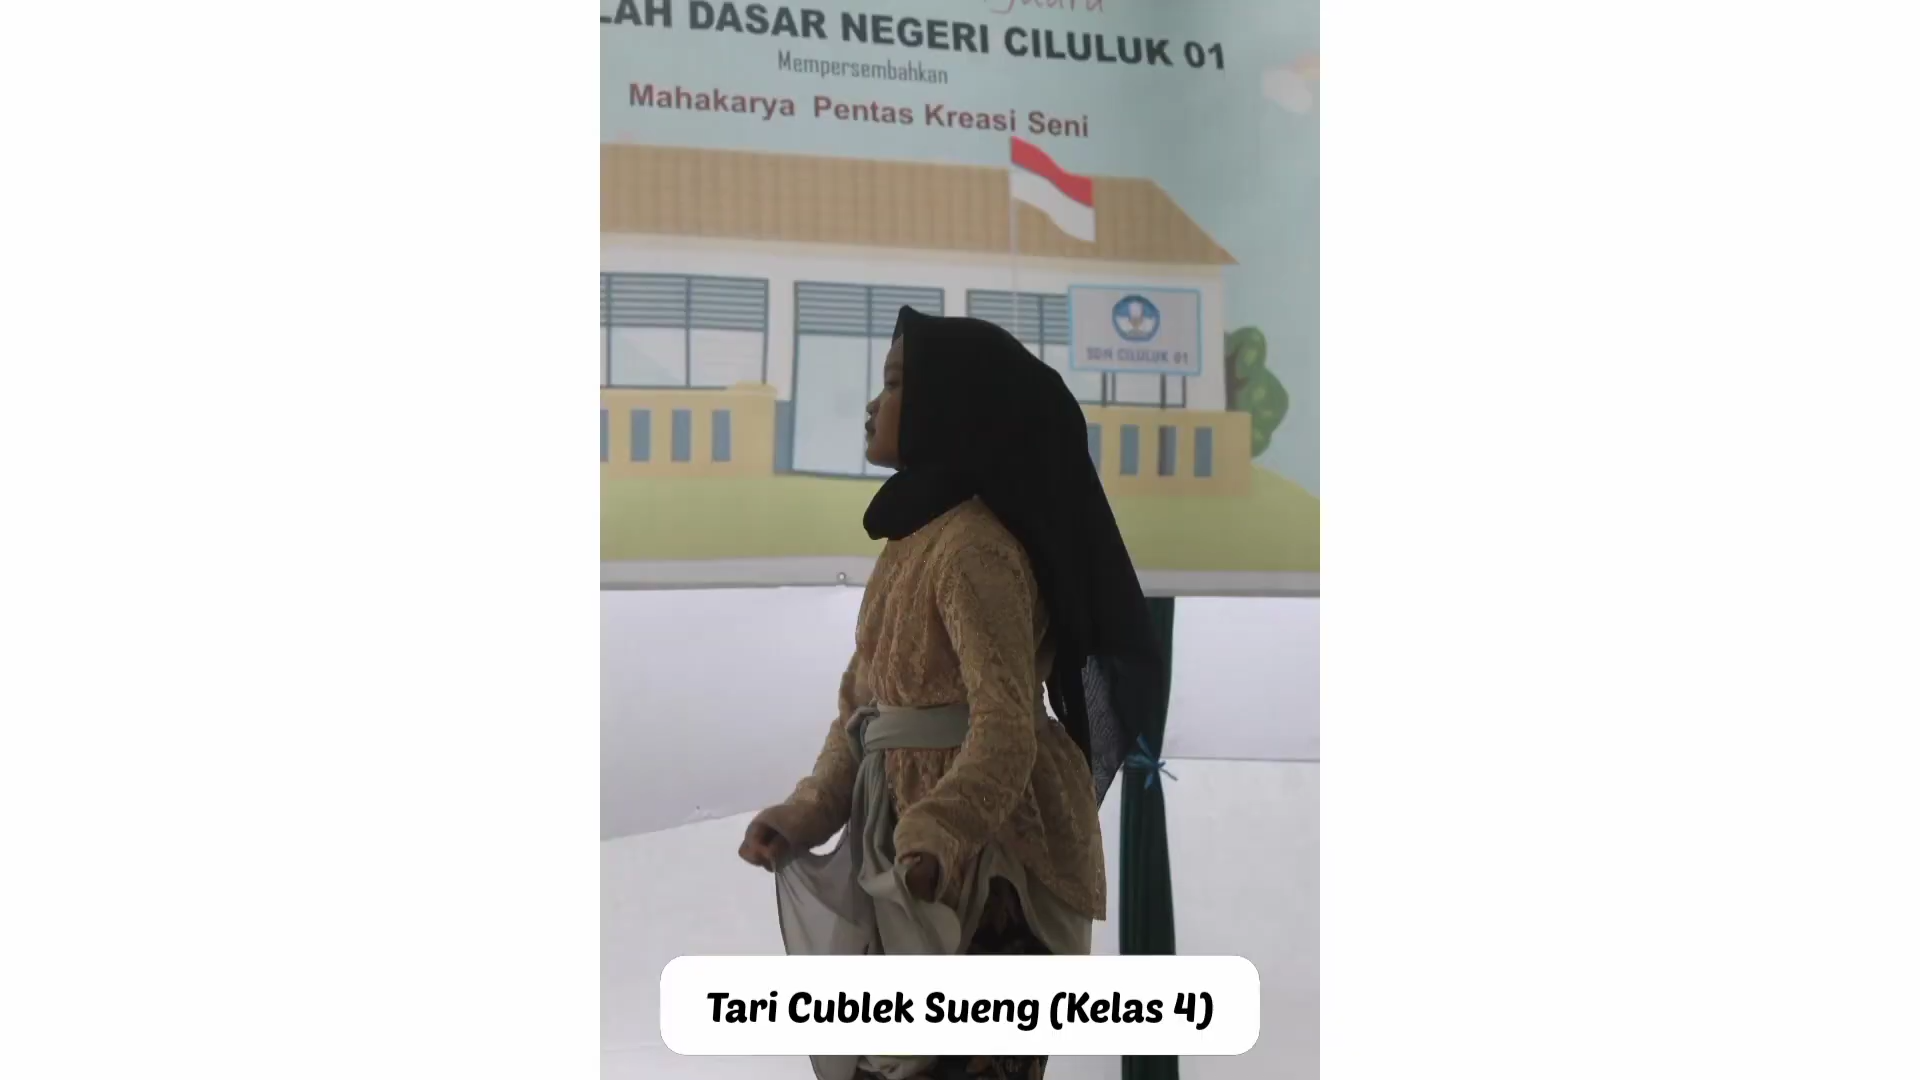 LAH DASAR NEGERI CILULUK 01
Mempersembahkan
Mahakarya Pentas Kreasi Seni
SDN CILULUK 01
Tari Cublek Sueng (Kelas 4)